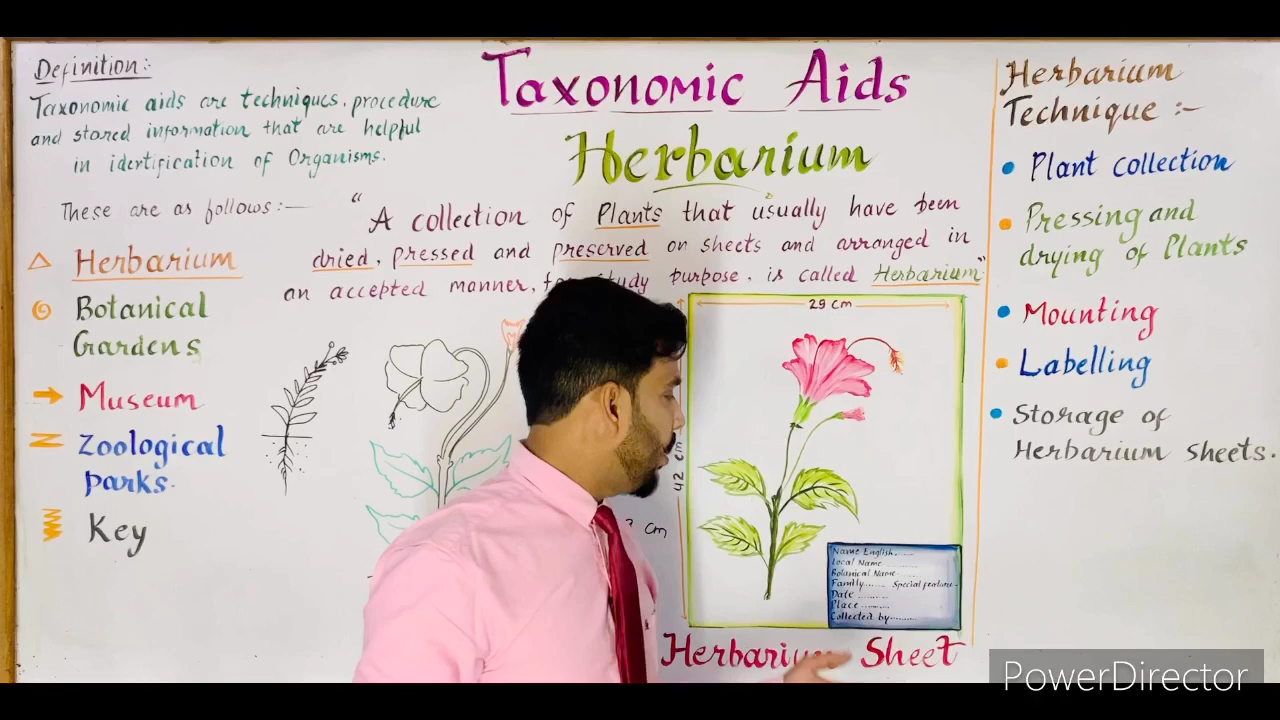 Definition:-
Taxonomic aids are techniques, procedure
and stored information that are helpful
in identification of Organisms.
These are as follows:-
Herbarium
Botanical
Gardens
Museum
Zoological
parks.
Key
Taxonomic Aids
Herbarium
"A collection of Plants that usually have been
dried, pressed and preserved on sheets and arranged in
an accepted manner, study purpose, is called Herbarium"
29 cm
42 cm
cm
Name English......
Local Name........
Botanical Name......
Family....... Special feature-
Date ..........
Place ..........
Collected by.........
Herbarium Sheet
Herbarium
Technique:-
Plant collection
Pressing and
drying of Plants
Mounting
Labelling
Storage of
Herbarium sheets.
PowerDirector